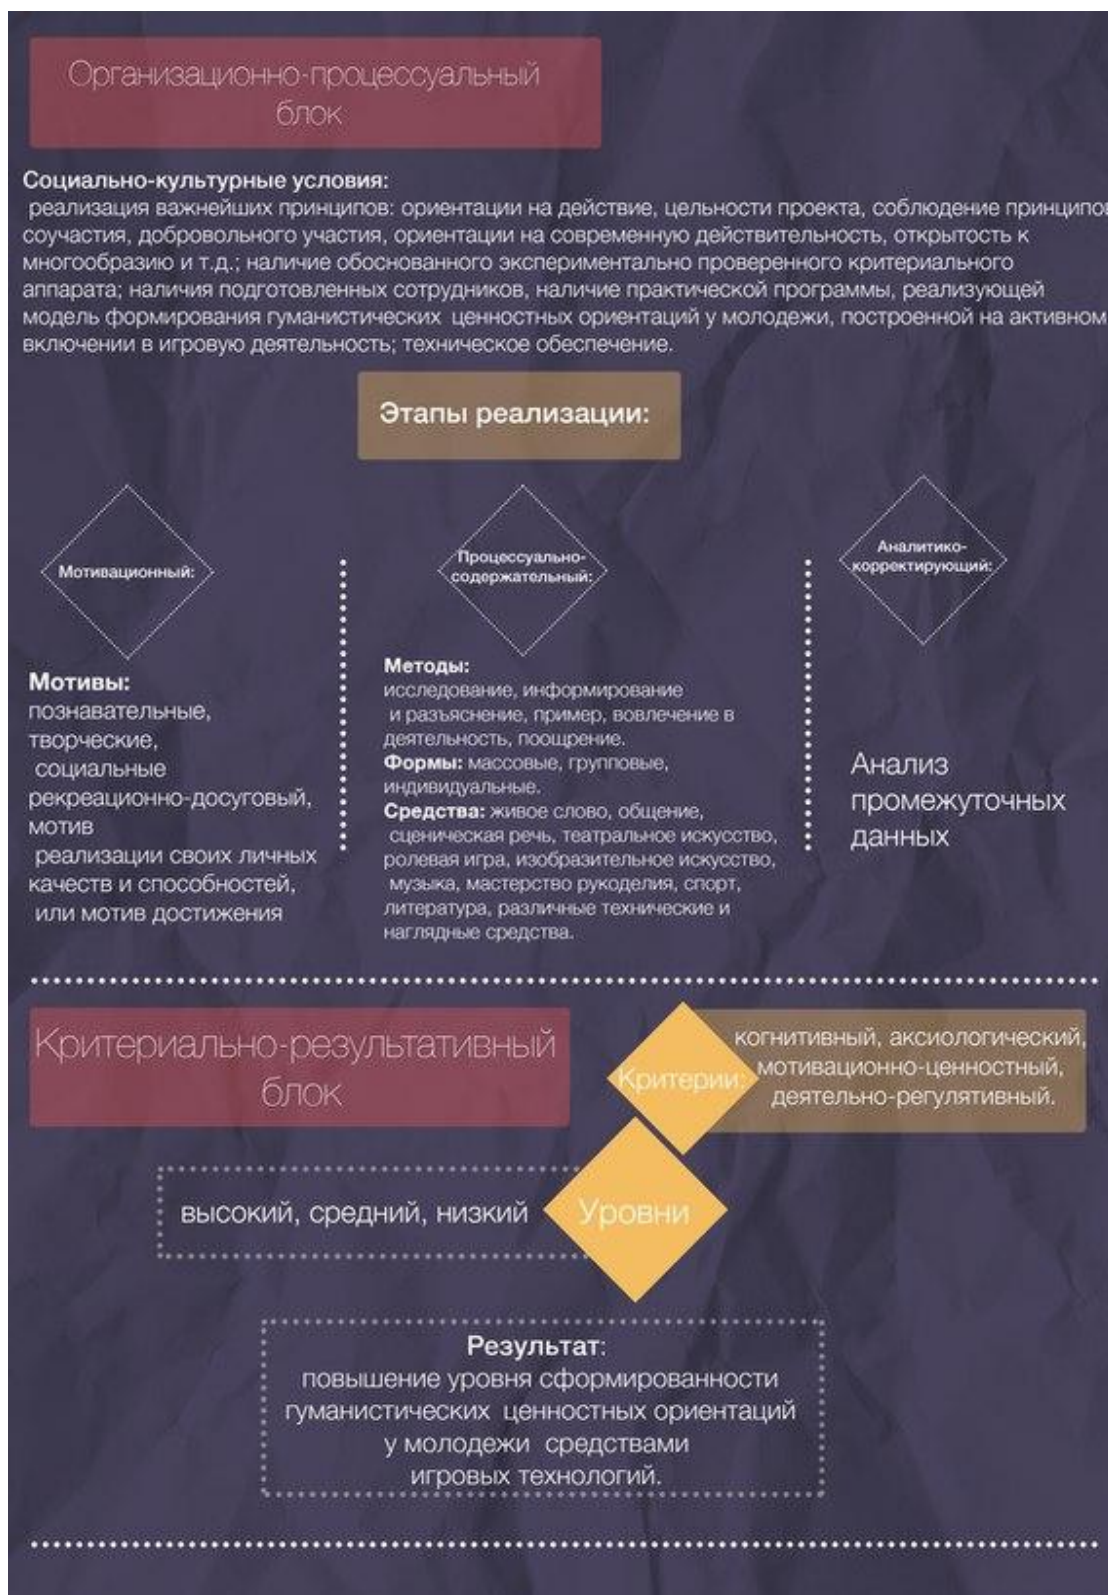 Организационно-процессуальный
блок
Социально-культурные условия:
реализация важнейших принципов: ориентации на действие, цельности проекта, соблюдение принципов
соучастия, добровольного участия, ориентации на современную действительность, открытость к
многообразию и т.д.; наличие обоснованного экспериментально проверенного критериального
аппарата; наличия подготовленных сотрудников, наличие практической программы, реализующей
модель формирования гуманистических ценностных ориентаций у молодежи, построенной на активном
включении в игровую деятельность; техническое обеспечение.
Этапы реализации:
Мотивационный:
Мотивы:
познавательные,
творческие,
социальные
рекреационно-досуговый,
мотив
реализации своих личных
качеств и способностей,
или мотив достижения
Процессуально-
содержательный:
Методы:
исследование, информирование
и разъяснение, пример, вовлечение в
деятельность, поощрение.
Формы: массовые, групповые,
индивидуальные.
Средства: живое слово, общение,
сценическая речь, театральное искусство,
ролевая игра, изобразительное искусство,
музыка, мастерство рукоделия, спорт,
литература, различные технические и
наглядные средства.
Аналитико-
корректирующий:
Анализ
промежуточных
данных
Критериально-результативный
блок
Критерии:
когнитивный, аксиологический,
мотивационно-ценностный,
деятельно-регулятивный.
высокий, средний, низкий
Уровни
Результат:
повышение уровня сформированности
гуманистических ценностных ориентаций
у молодежи средствами
игровых технологий.